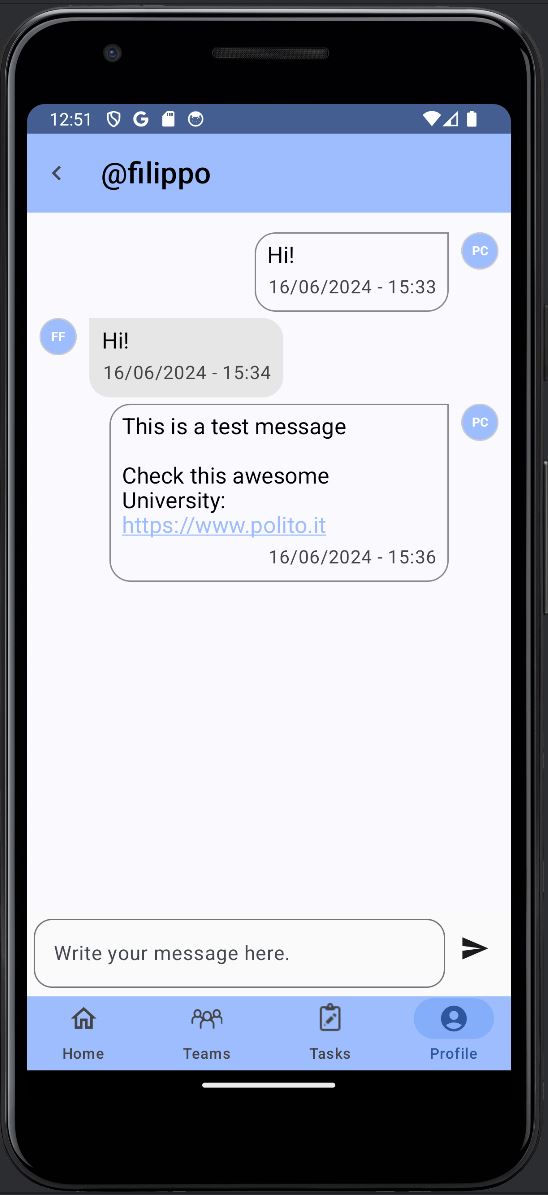 12:51
@filippo
Hi!
16/06/2024 - 15:33
PC
FF
Hi!
16/06/2024 - 15:34
This is a test message
Check this awesome
University:
https://www.polito.it
16/06/2024 - 15:36
PC
Write your message here.
Home
Teams
Tasks
Profile